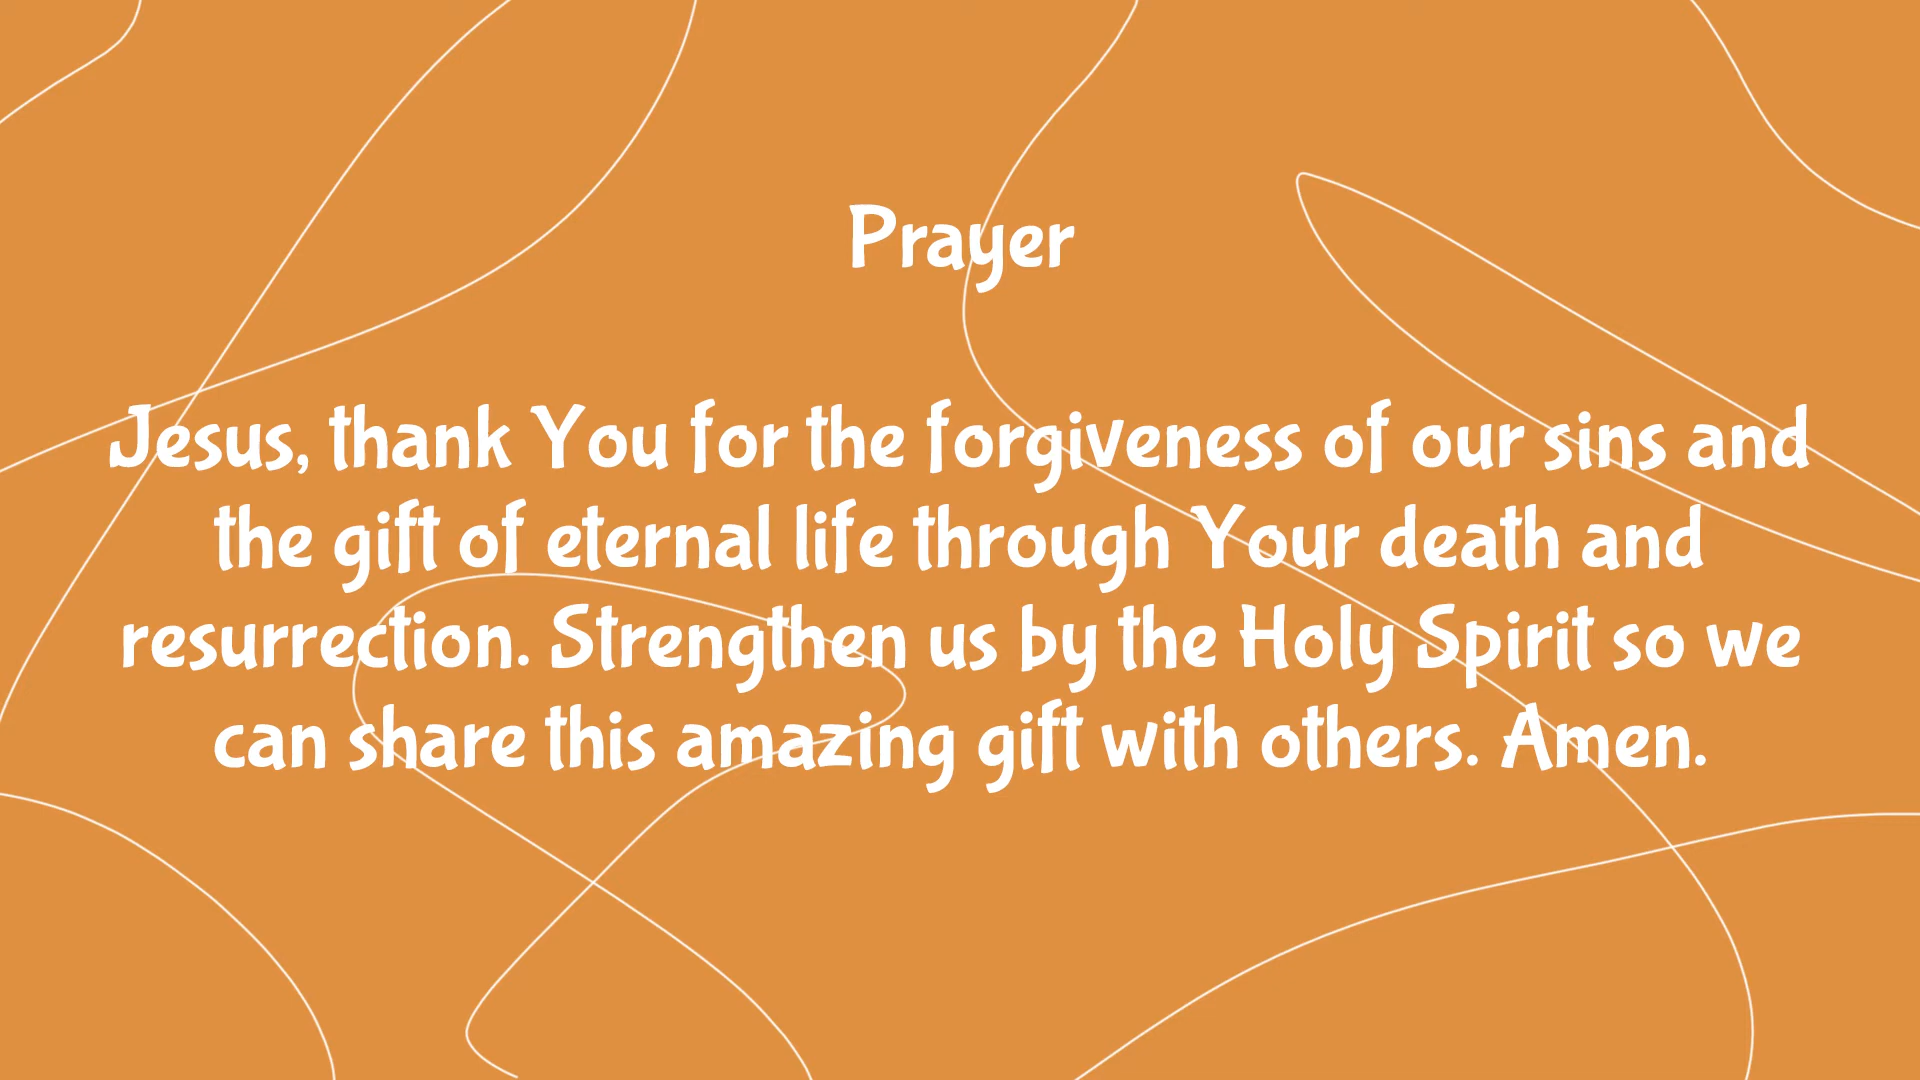 Prayer
Jesus, thank You for the forgiveness of our sins and
the gift of eternal life through Your death and
resurrection. Strengthen us by the Holy Spirit so we
can share this amazing gift with others. Amen.